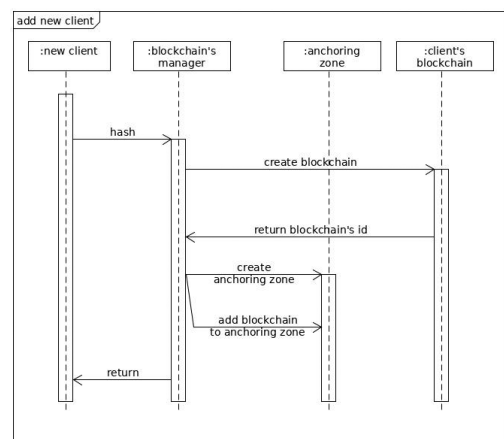 add new client
:new client
:blockchain's
manager
:anchoring
zone
:client's
blockchain
hash
create blockchain
return blockchain's id
create
anchoring zone
add blockchain
to anchoring zone
return